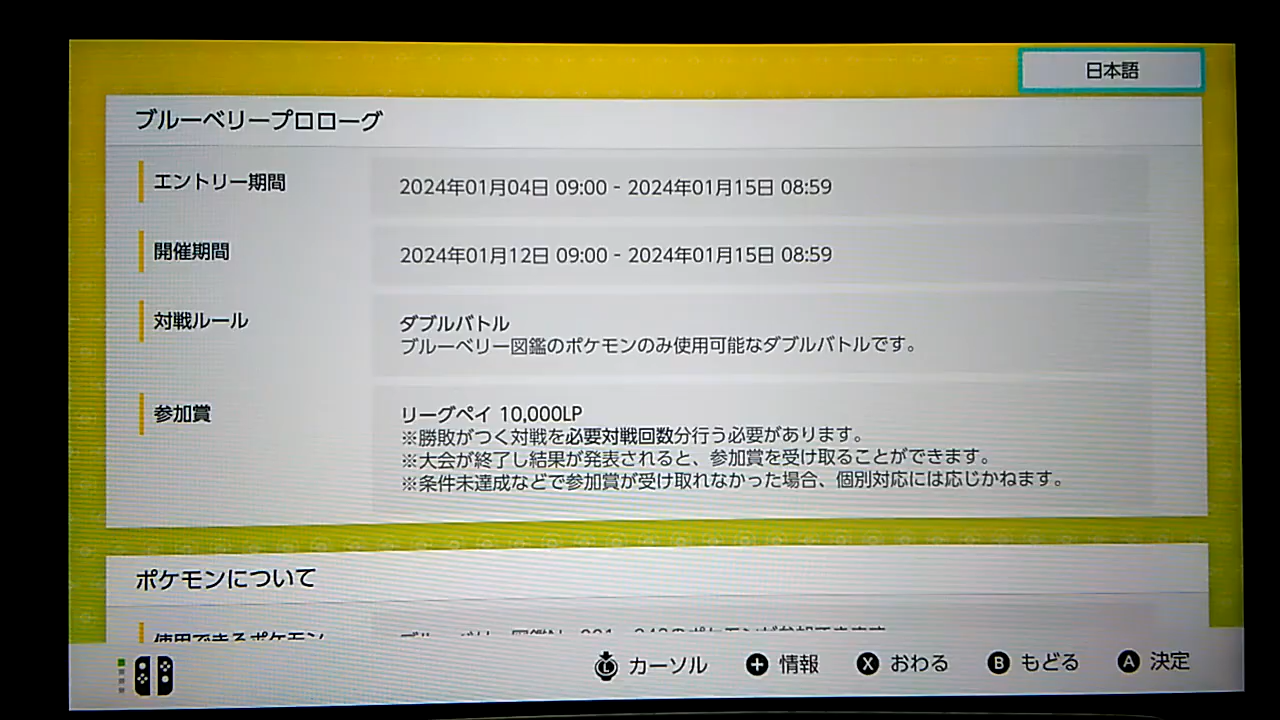 日本語
ブルーベリープロローグ
エントリー期間
2024年01月04日 09:00 - 2024年01月15日 08:59
開催期間
2024年01月12日 09:00 - 2024年01月15日 08:59
対戦ルール
ダブルバトル
ブルーベリー図鑑のポケモンのみ使用可能なダブルバトルです。
参加賞
リーグペイ 10,000LP
※勝敗がつく対戦を必要対戦回数分行う必要があります。
※大会が終了し結果が発表されると、参加賞を受け取ることができます。
※条件未達成などで参加賞が受け取れなかった場合、個別対応には応じかねます。
ポケモンについて
使用できるポケモン
L カーソル + 情報 X おわる B もどる A 決定